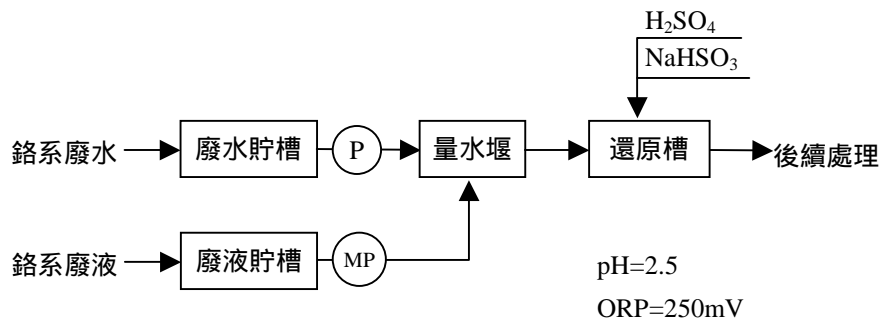 H₂SO₄
NaHSO₃
鉻系廢水
廢水貯槽
P
量水堰
還原槽
後續處理
鉻系廢液
廢液貯槽
MP
pH=2.5
ORP=250mV